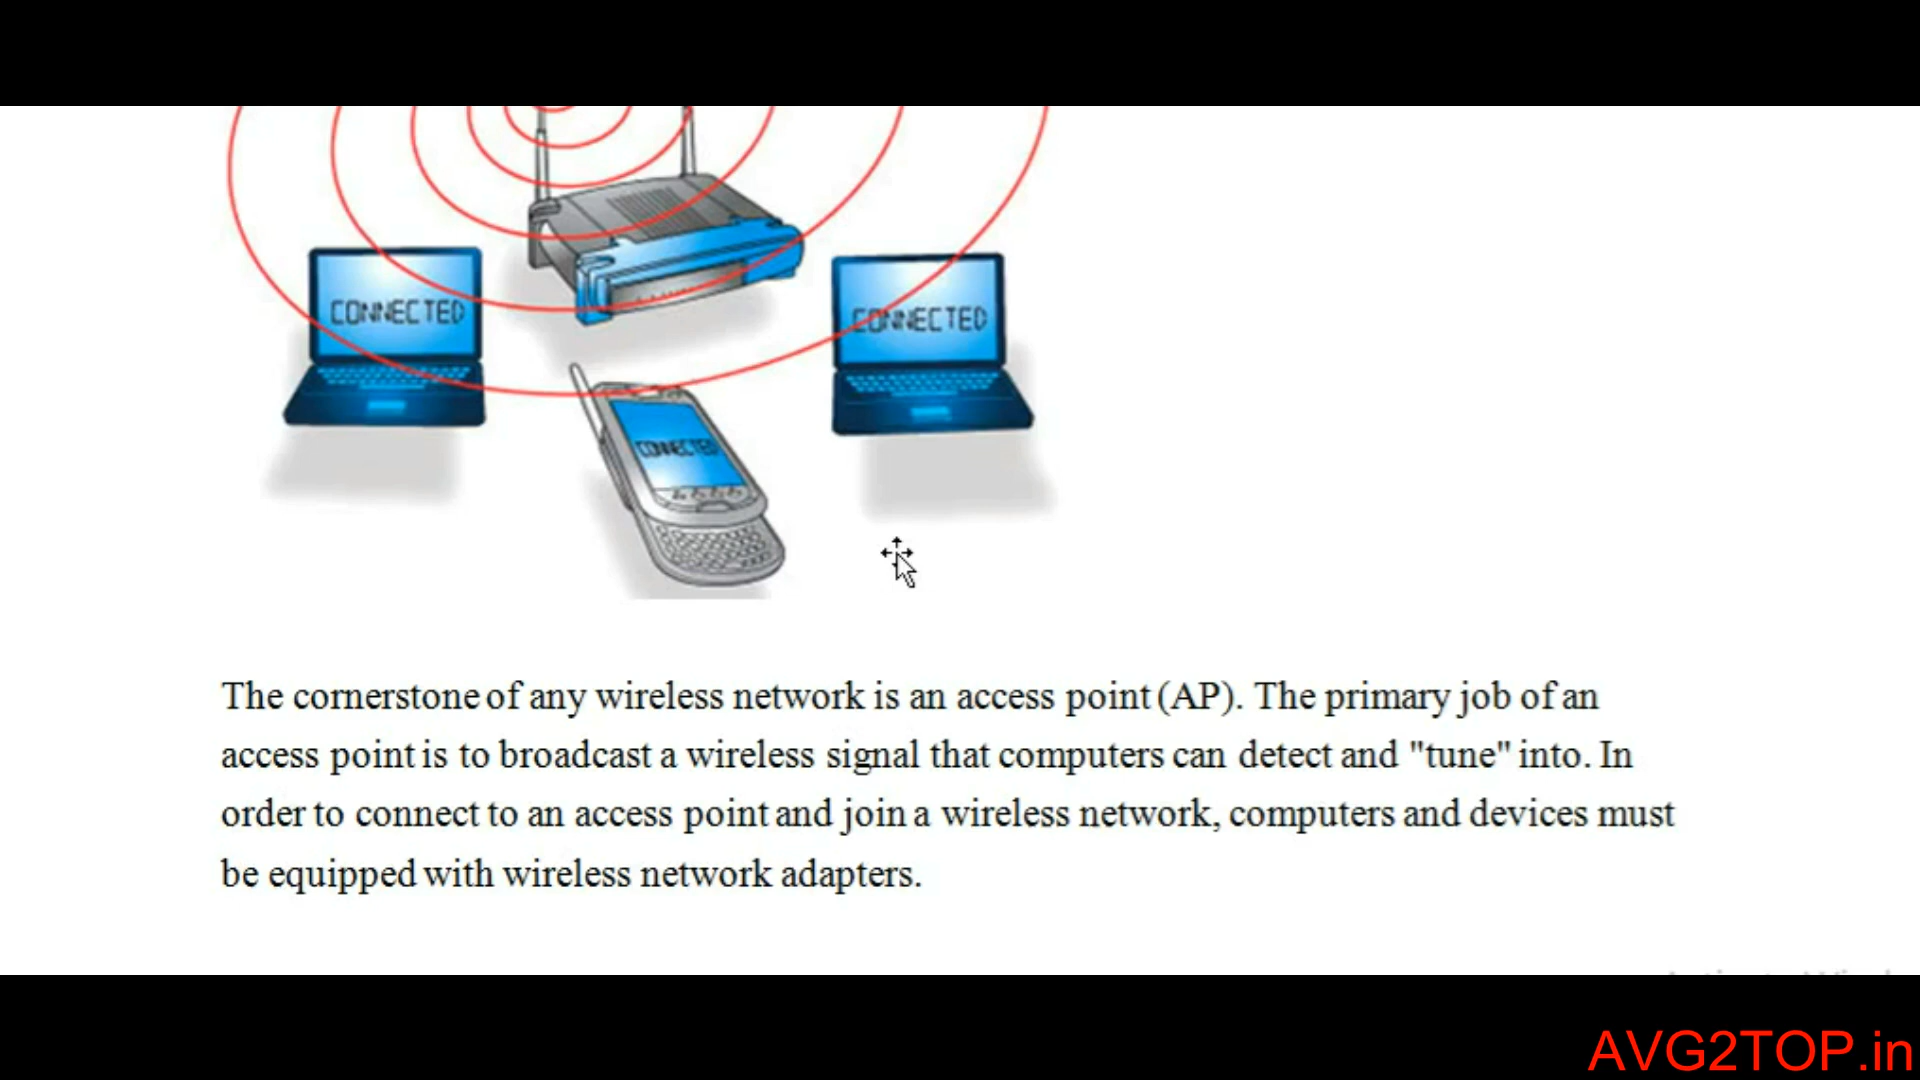 CONNECTED
CONNECTED
CONNECTED
The cornerstone of any wireless network is an access point (AP). The primary job of an
access point is to broadcast a wireless signal that computers can detect and "tune" into. In
order to connect to an access point and join a wireless network, computers and devices must
be equipped with wireless network adapters.
AVG2TOP.in